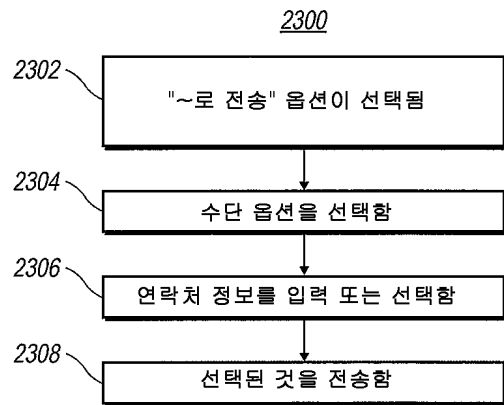 2300
2302
"~로 전송" 옵션이 선택됨
2304
수단 옵션을 선택함
2306
연락처 정보를 입력 또는 선택함
2308
선택된 것을 전송함